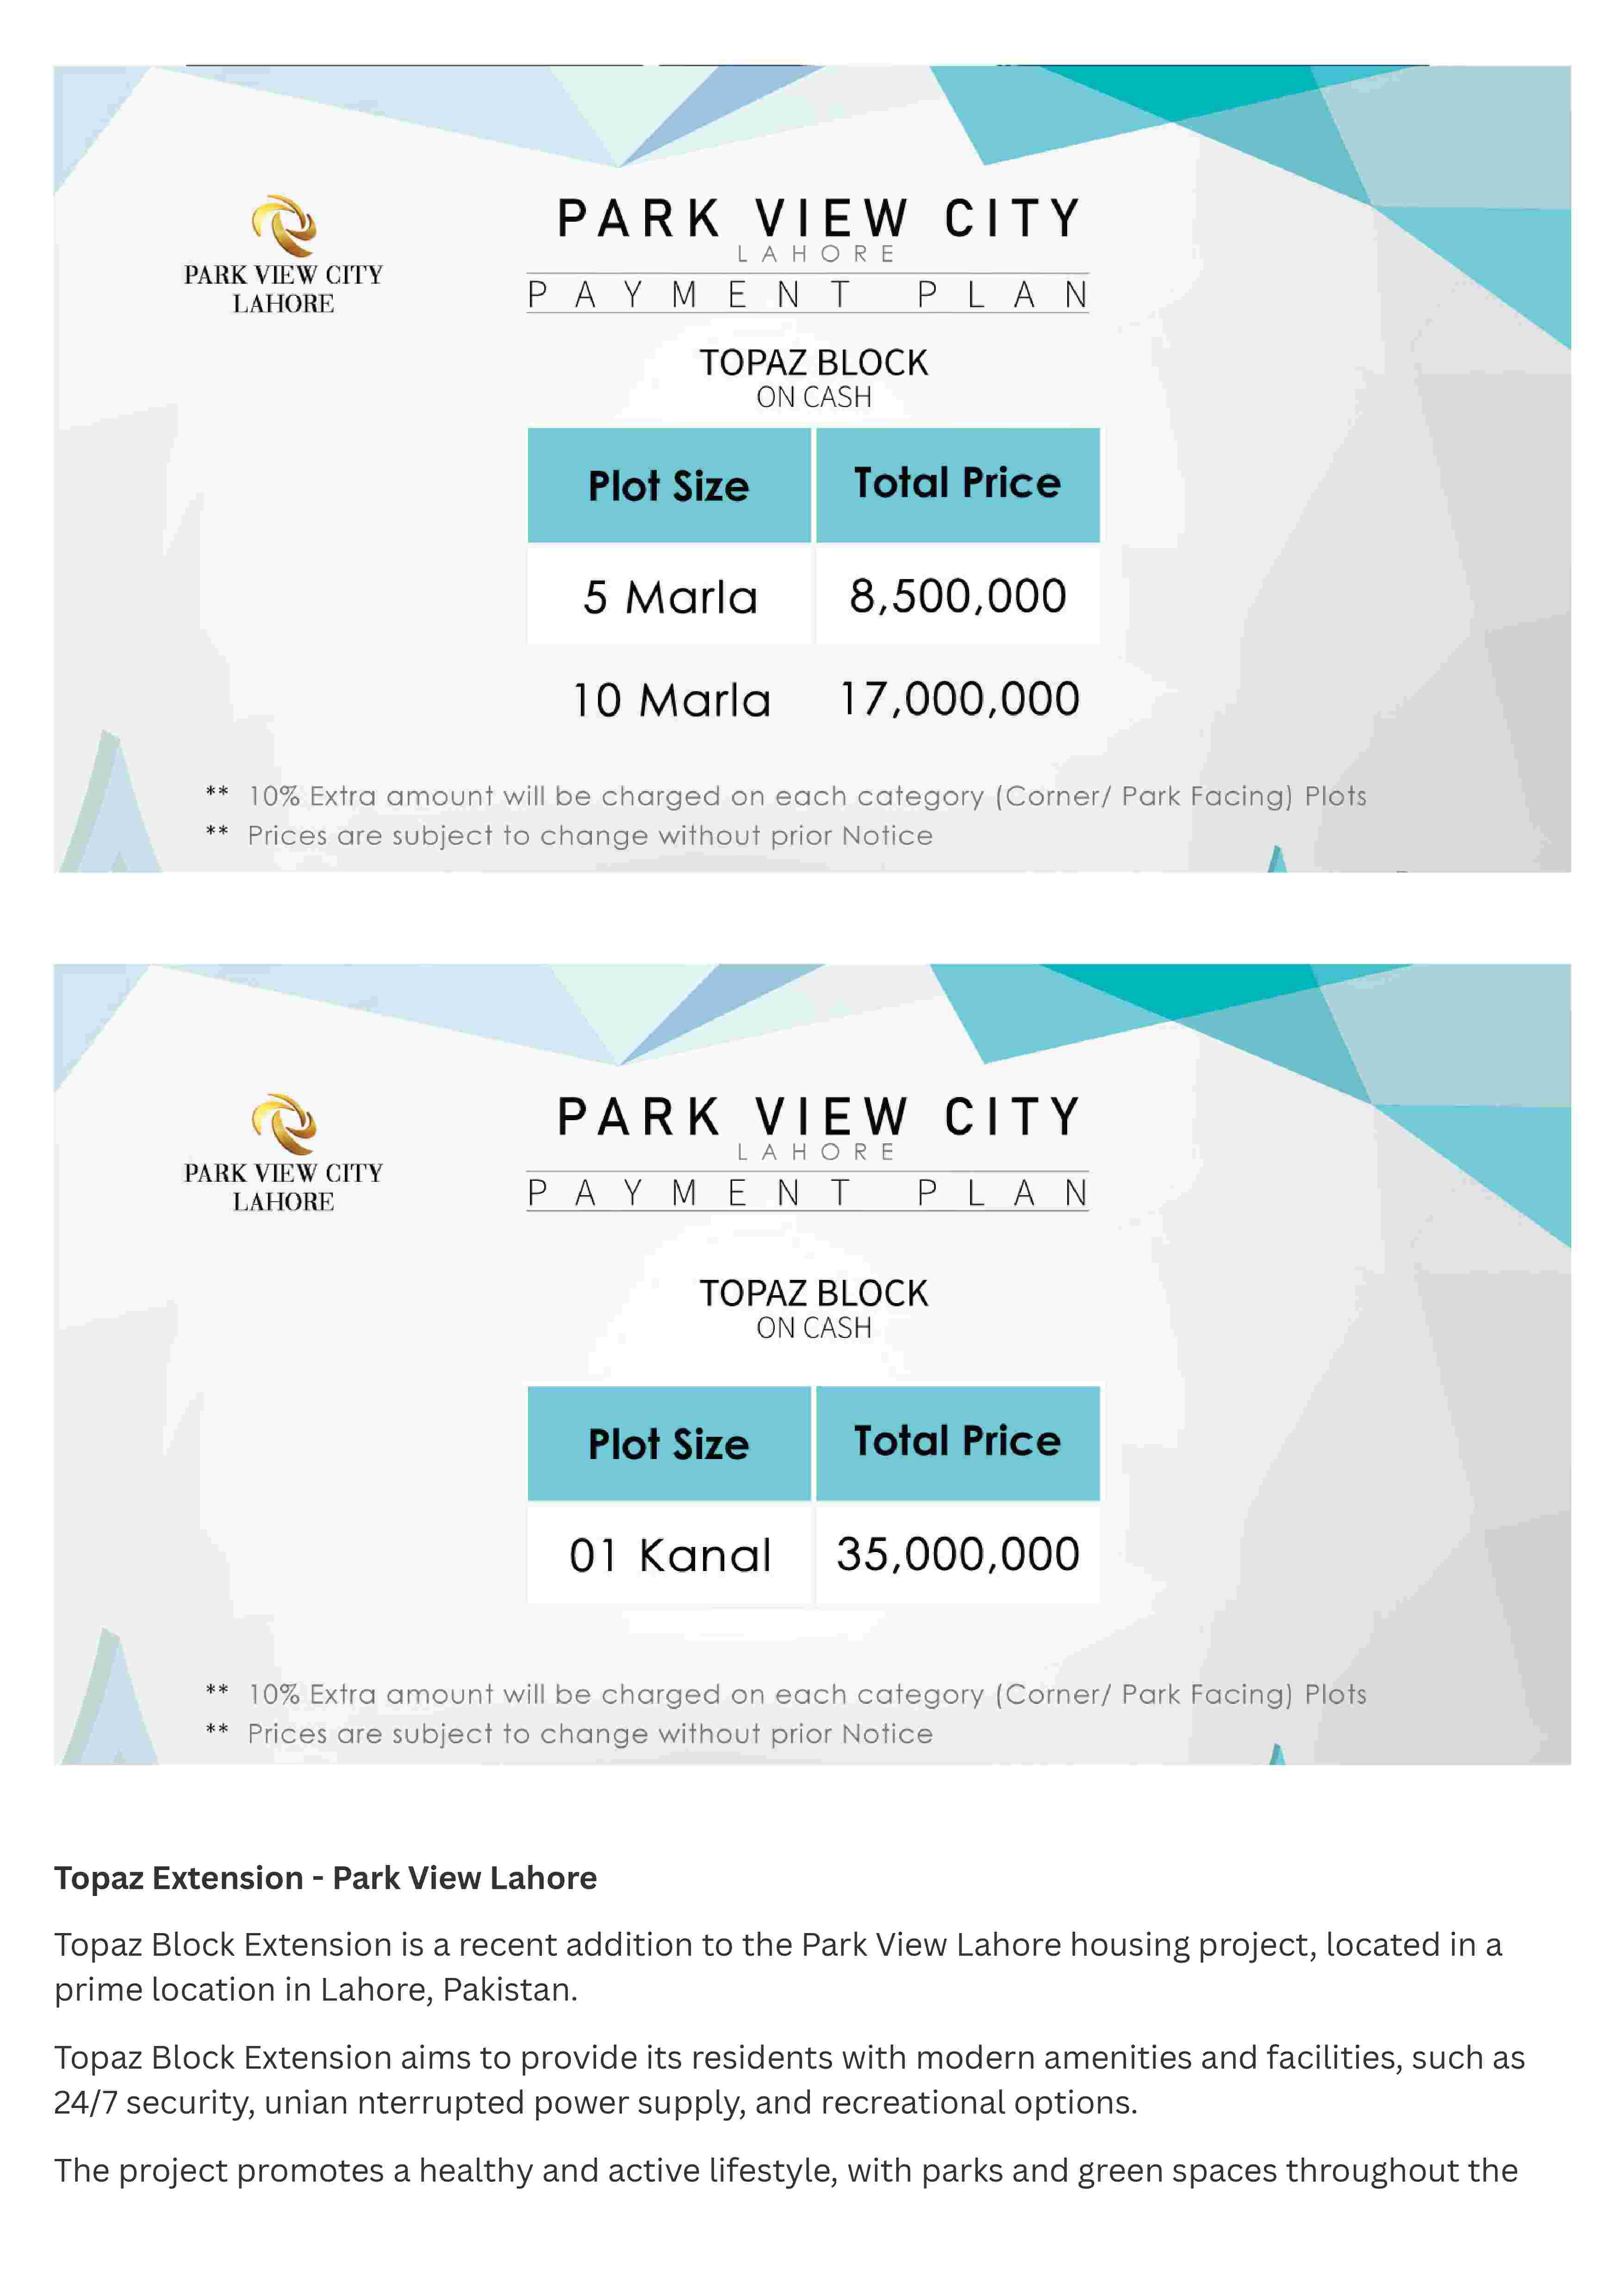 PARK VIEW CITY
LAHORE
PARK VIEW CITY
LAHORE
PAYMENT PLAN
TOPAZ BLOCK
ON CASH
Plot Size Total Price
5 Marla 8,500,000
10 Marla 17,000,000
** 10% Extra amount will be charged on each category (Corner/ Park Facing) Plots
** Prices are subject to change without prior Notice
PARK VIEW CITY
LAHORE
PARK VIEW CITY
LAHORE
PAYMENT PLAN
TOPAZ BLOCK
ON CASH
Plot Size Total Price
01 Kanal 35,000,000
** 10% Extra amount will be charged on each category (Corner/ Park Facing) Plots
** Prices are subject to change without prior Notice
Topaz Extension - Park View Lahore
Topaz Block Extension is a recent addition to the Park View Lahore housing project, located in a
prime location in Lahore, Pakistan.
Topaz Block Extension aims to provide its residents with modern amenities and facilities, such as
24/7 security, unian nterrupted power supply, and recreational options.
The project promotes a healthy and active lifestyle, with parks and green spaces throughout the